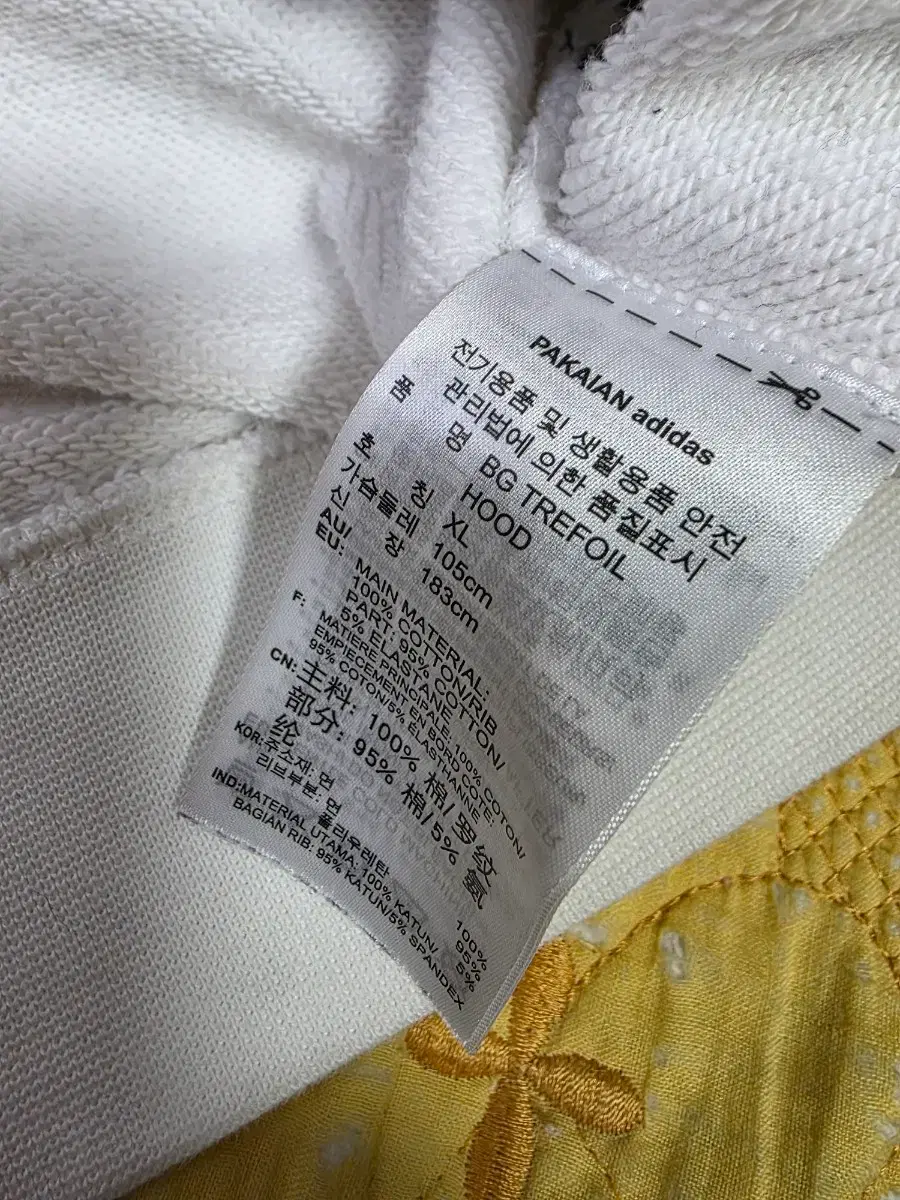 PAKAIAN adidas
전기용품 및 생활용품 안전
관리법에 의한 품질표시
품 명 BG TREFOIL
HOOD
호 칭 XL
가슴둘레 105cm
신 장 183cm
AU/
EU: MAIN MATERIAL:
100% COTTON/RIB
PART: 95% COTTON/
5% ELASTANE
F: MATIERE PRINCIPALE: 100% COTON/
EMPIECEMENT EN BORD COTE:
95% COTON/5% ÉLASTHANNE
CN: 主料: 100% 棉/罗纹
部分: 95% 棉/5% 氨
纶
KOR: 주소재: 면 100%
리브부분: 면 95%
폴리우레탄 5%
IND: MATERIAL UTAMA: 100% KATUN/
BAGIAN RIB: 95% KATUN/5% SPANDEX